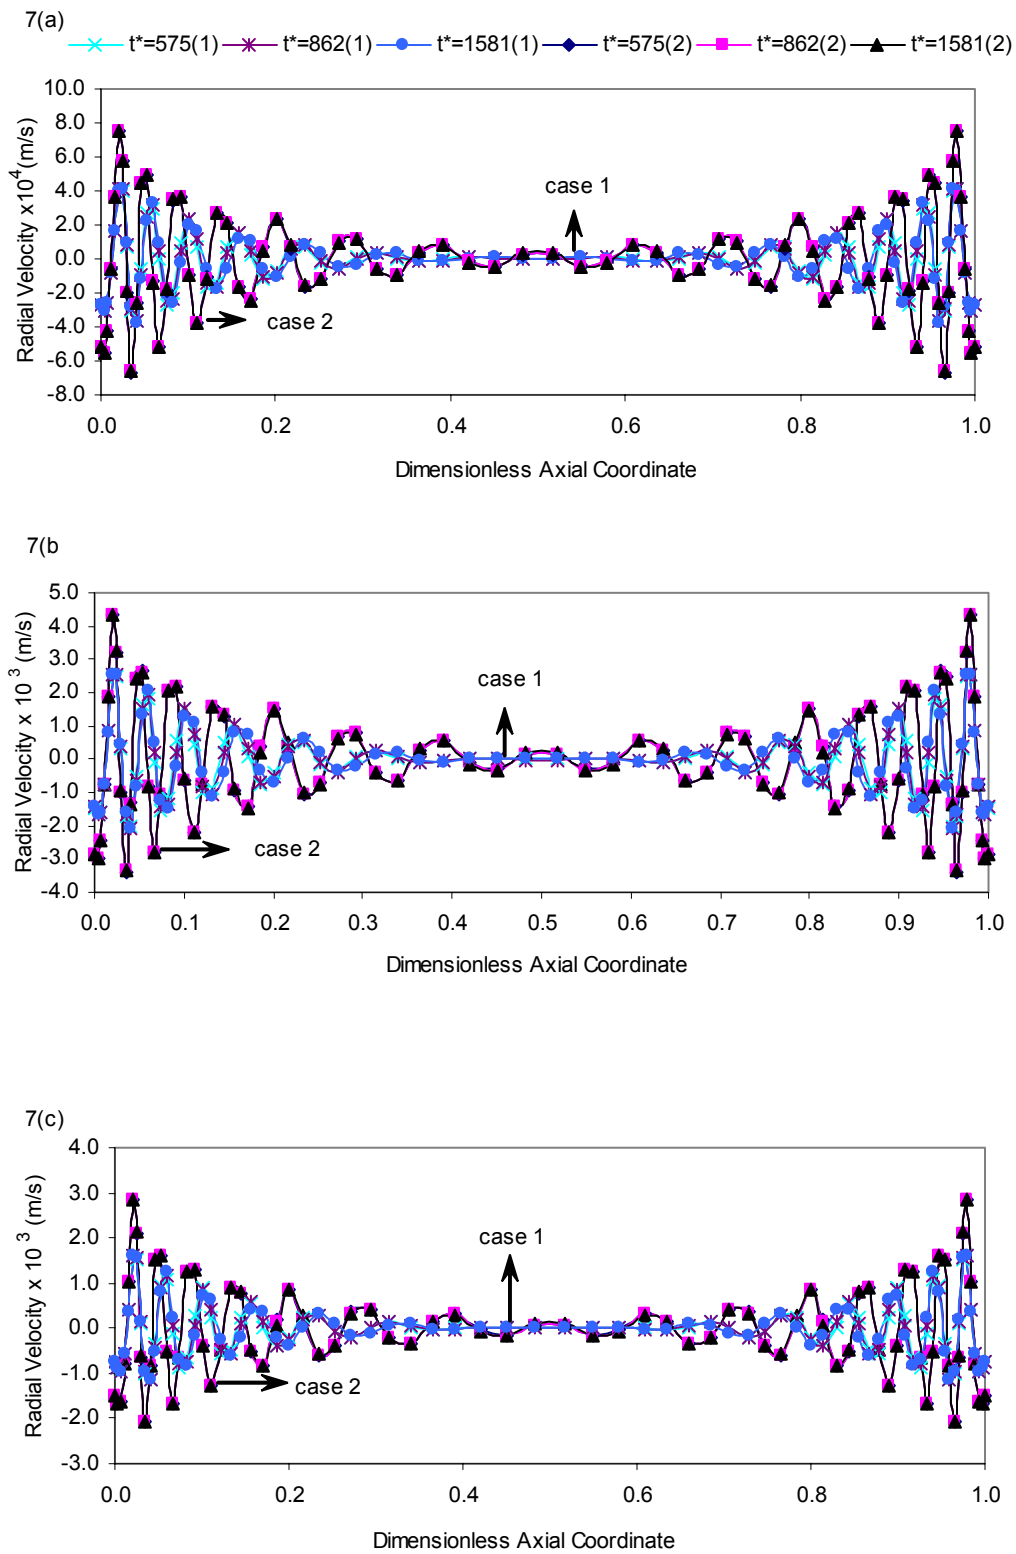 7(a)
t*=575(1) t*=862(1) t*=1581(1) t*=575(2) t*=862(2) t*=1581(2)
Radial Velocity x10⁴(m/s)
10.0
8.0
6.0
4.0
2.0
0.0
-2.0
-4.0
-6.0
-8.0
case 1
case 2
0.0 0.2 0.4 0.6 0.8 1.0
Dimensionless Axial Coordinate
7(b
Radial Velocity x 10 ³ (m/s)
5.0
4.0
3.0
2.0
1.0
0.0
-1.0
-2.0
-3.0
-4.0
case 1
case 2
0.0 0.1 0.2 0.3 0.4 0.5 0.6 0.7 0.8 0.9 1.0
Dimensionless Axial Coordinate
7(c)
Radial Velocity x 10 ³ (m/s)
4.0
3.0
2.0
1.0
0.0
-1.0
-2.0
-3.0
case 1
case 2
0.0 0.2 0.4 0.6 0.8 1.0
Dimensionless Axial Coordinate